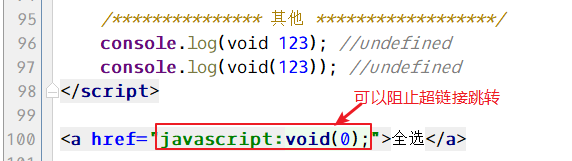 95 /*************** 其他 ******************/
96 console.log(void 123); //undefined
97 console.log(void(123)); //undefined
98 </script>
可以阻止超链接跳转
99
100 <a href="javascript:void(0);">全选</a>